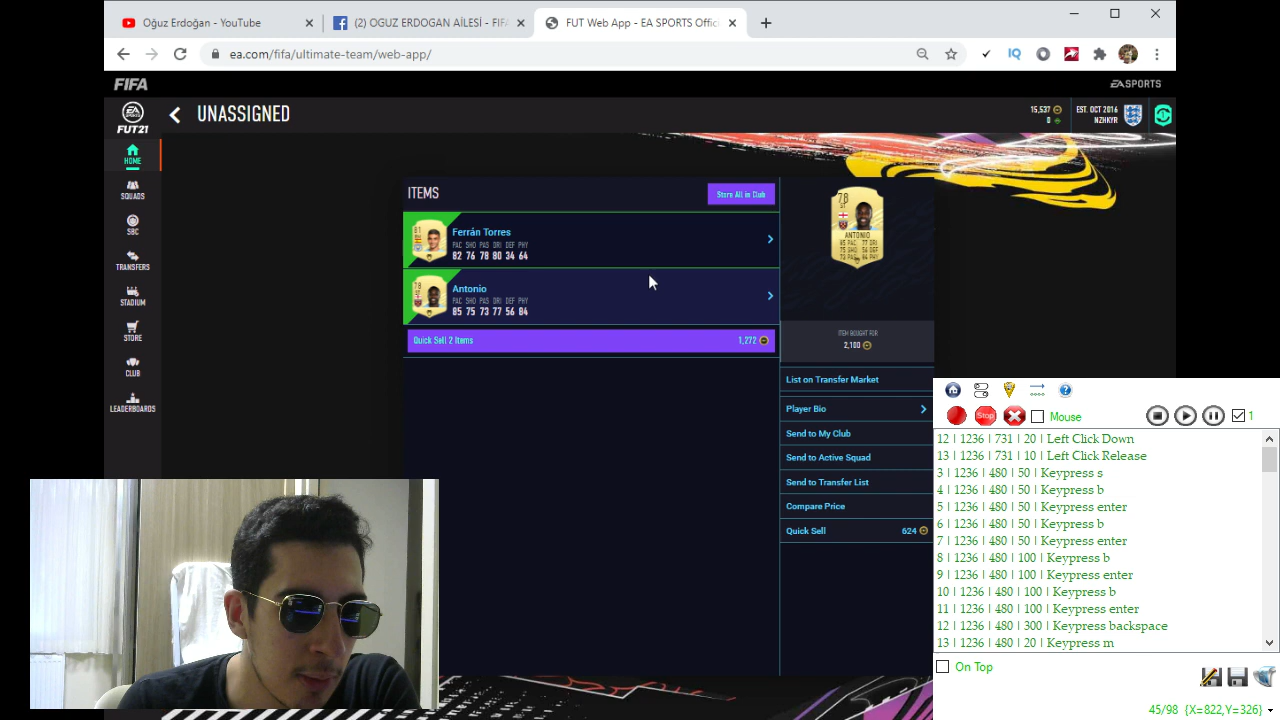 Oğuz Erdoğan - YouTube
(2) OGUZ ERDOGAN AİLESİ - FIFA
FUT Web App - EA SPORTS Offici
ea.com/fifa/ultimate-team/web-app/
IQ
FIFA
EA SPORTS
FUT21
UNASSIGNED
15,537
0
EST. OCT 2016
NZHKYR
HOME
SQUADS
SBC
TRANSFERS
STADIUM
STORE
CLUB
LEADERBOARDS
ITEMS
Store All in Club
81
Ferrán Torres
PAC SHO PAS DRI DEF PHY
82 76 78 80 34 64
78
Antonio
PAC SHO PAS DRI DEF PHY
85 75 73 77 56 84
Quick Sell 2 Items
1,272
78
ST
ANTONIO
ITEM BOUGHT FOR
2,100
List on Transfer Market
Player Bio
Send to My Club
Send to Active Squad
Send to Transfer List
Compare Price
Quick Sell
624
Stop
Mouse
1
12 | 1236 | 731 | 20 | Left Click Down
13 | 1236 | 731 | 10 | Left Click Release
3 | 1236 | 480 | 50 | Keypress s
4 | 1236 | 480 | 50 | Keypress b
5 | 1236 | 480 | 50 | Keypress enter
6 | 1236 | 480 | 50 | Keypress b
7 | 1236 | 480 | 50 | Keypress enter
8 | 1236 | 480 | 100 | Keypress b
9 | 1236 | 480 | 100 | Keypress enter
10 | 1236 | 480 | 100 | Keypress b
11 | 1236 | 480 | 100 | Keypress enter
12 | 1236 | 480 | 300 | Keypress backspace
13 | 1236 | 480 | 20 | Keypress m
On Top
45/98 {X=822,Y=326}